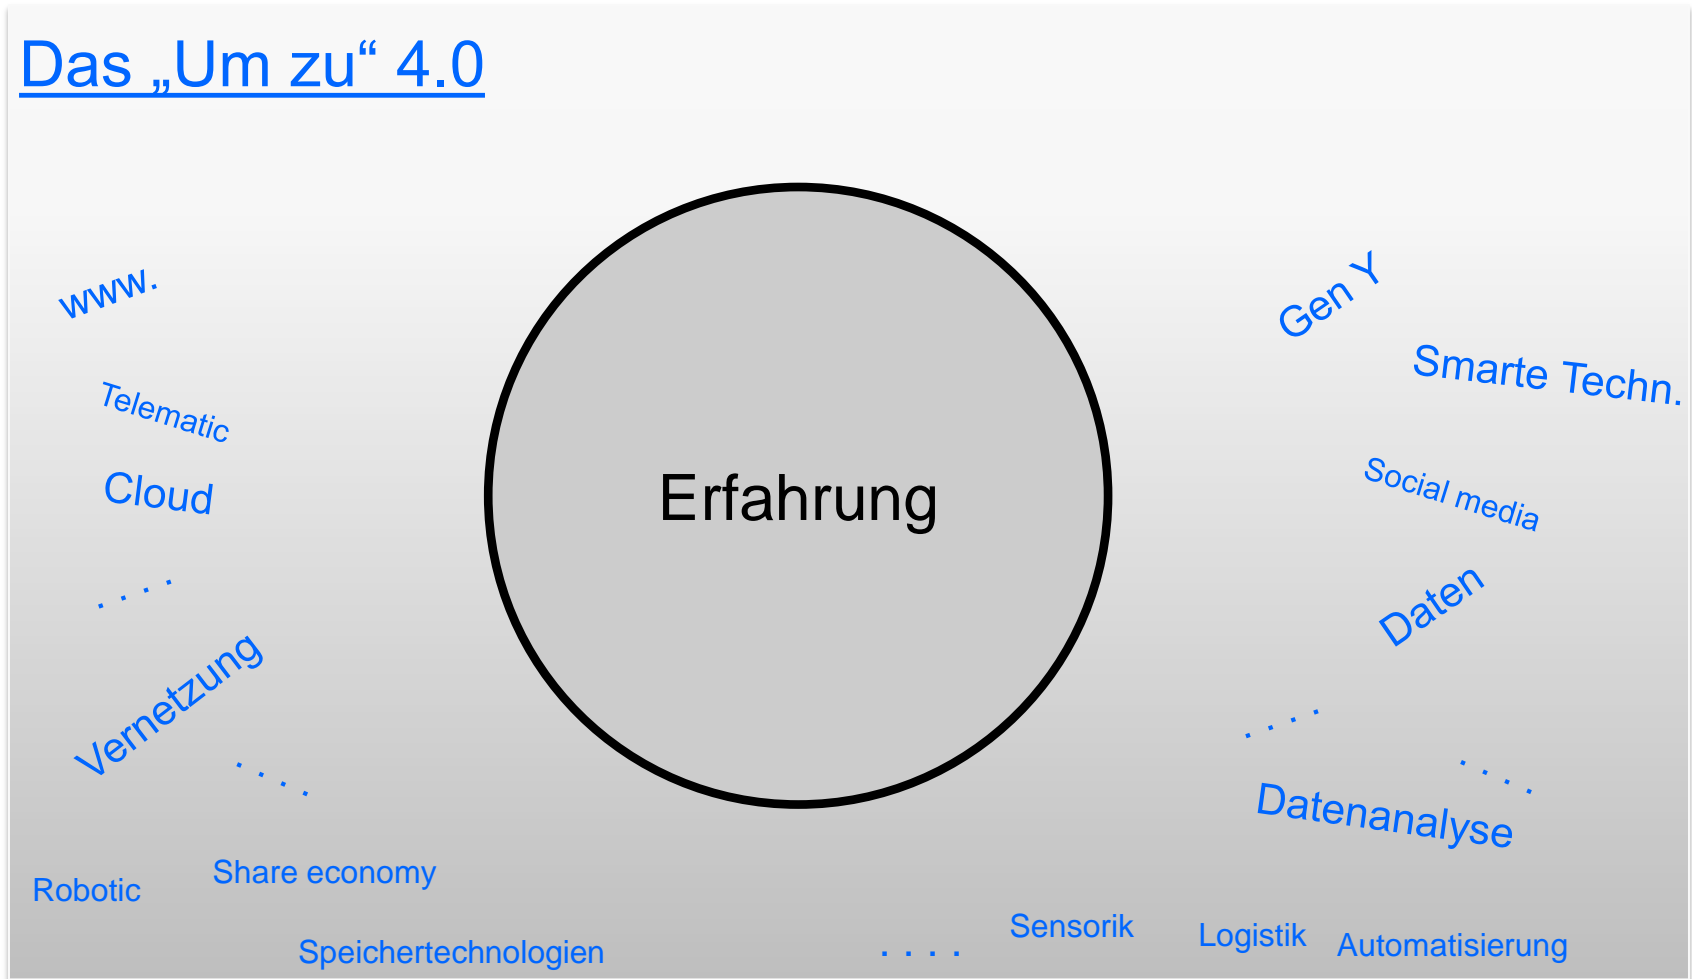 Das „Um zu“ 4.0
www.
Gen Y
Smarte Techn.
Telematic
Cloud
Erfahrung
Social media
. . . .
Daten
Vernetzung
. . . .
. . . .
. . . .
Datenanalyse
Robotic
Share economy
Speichertechnologien
. . . .
Sensorik
Logistik
Automatisierung